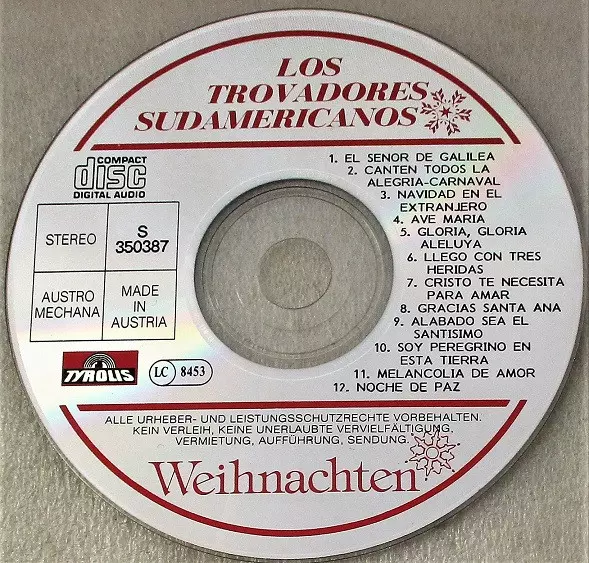 LOS
TROVADORES
SUDAMERICANOS
COMPACT
disc
DIGITAL AUDIO
STEREO
S
350387
AUSTRO
MECHANA
MADE
IN
AUSTRIA
TYROLIS
LC 8453
1. EL SENOR DE GALILEA
2. CANTEN TODOS LA
ALEGRIA-CARNAVAL
3. NAVIDAD EN EL
EXTRANJERO
4. AVE MARIA
5. GLORIA, GLORIA
ALELUYA
6. LLEGO CON TRES
HERIDAS
7. CRISTO TE NECESITA
PARA AMAR
8. GRACIAS SANTA ANA
9. ALABADO SEA EL
SANTISIMO
10. SOY PEREGRINO EN
ESTA TIERRA
11. MELANCOLIA DE AMOR
12. NOCHE DE PAZ
ALLE URHEBER- UND LEISTUNGSSCHUTZRECHTE VORBEHALTEN.
KEIN VERLEIH, KEINE UNERLAUBTE VERVIELFÄLTIGUNG,
VERMIETUNG, AUFFÜHRUNG, SENDUNG.
Weihnachten